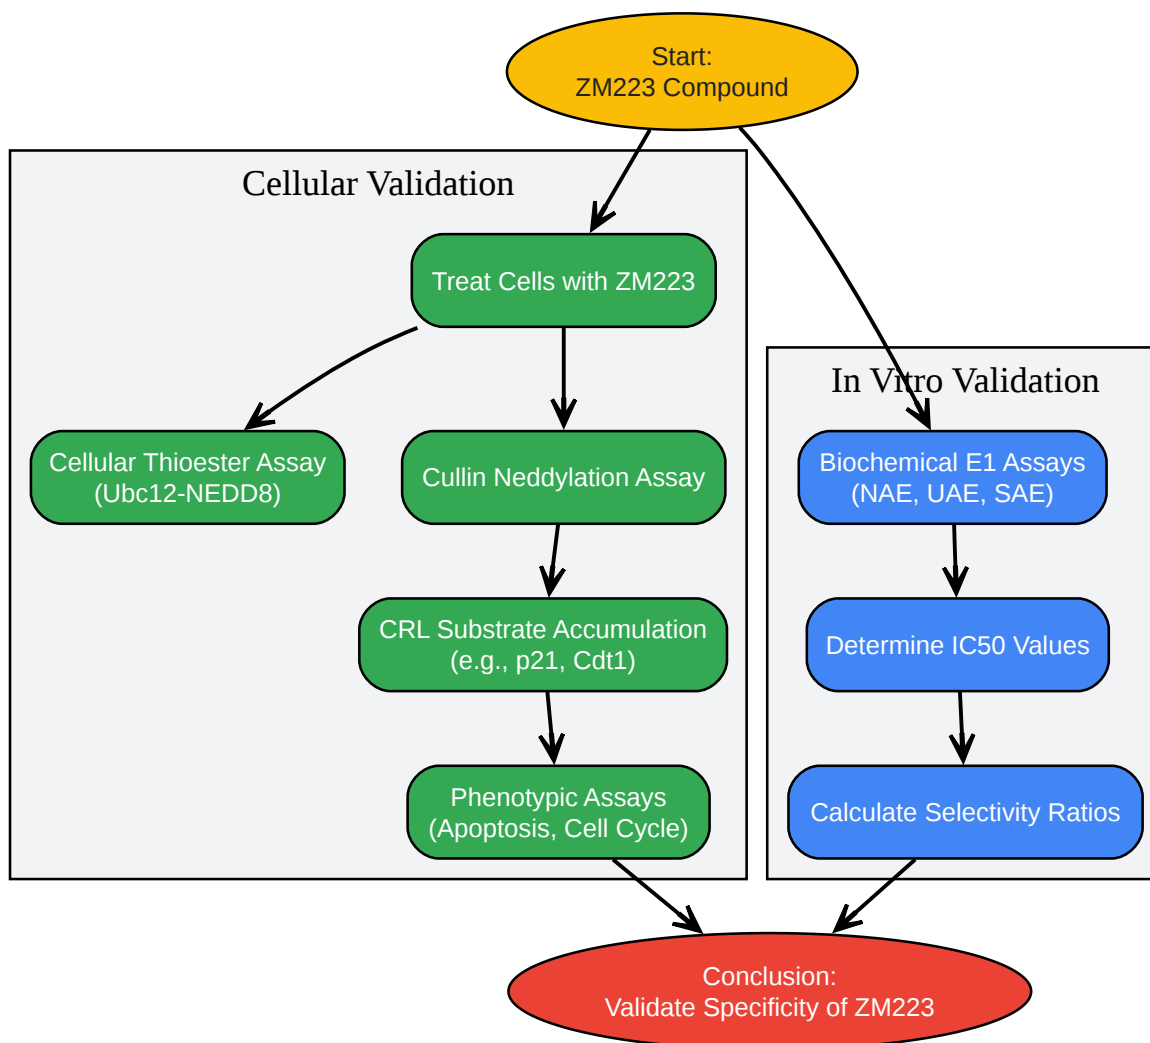 Start:
ZM223 Compound
Cellular Validation
Treat Cells with ZM223
Cellular Thioester Assay
(Ubc12-NEDD8)
Cullin Neddylation Assay
CRL Substrate Accumulation
(e.g., p21, Cdt1)
Phenotypic Assays
(Apoptosis, Cell Cycle)
In Vitro Validation
Biochemical E1 Assays
(NAE, UAE, SAE)
Determine IC50 Values
Calculate Selectivity Ratios
Conclusion:
Validate Specificity of ZM223